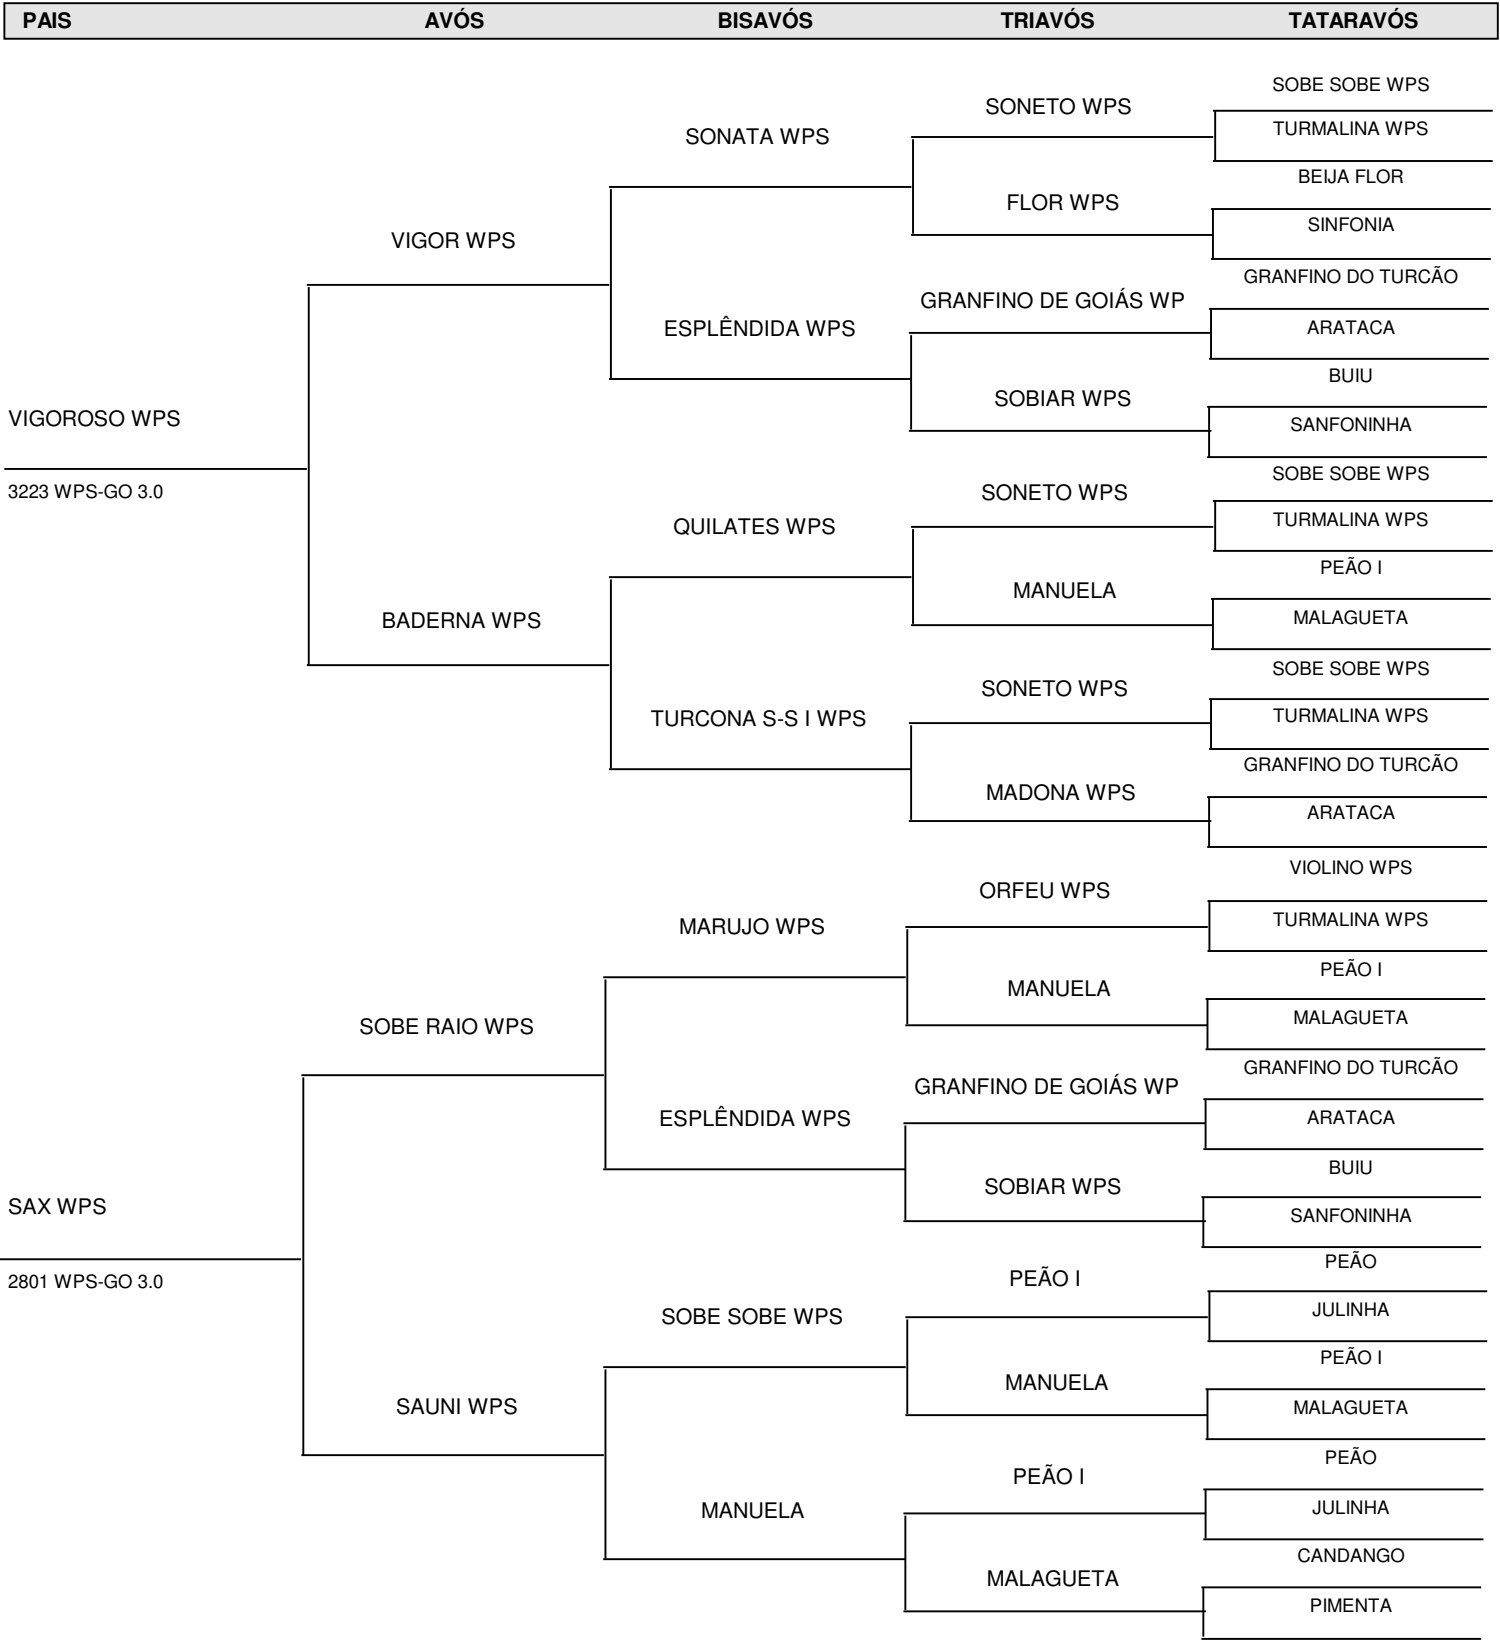 PAIS AVÓS BISAVÓS TRIAVÓS TATARAVÓS
SOBE SOBE WPS
SONETO WPS
TURMALINA WPS
SONATA WPS
BEIJA FLOR
FLOR WPS
SINFONIA
VIGOR WPS
GRANFINO DO TURCÃO
GRANFINO DE GOIÁS WP
ARATACA
ESPLÊNDIDA WPS
BUIU
SOBIAR WPS
SANFONINHA
VIGOROSO WPS
3223 WPS-GO 3.0
SOBE SOBE WPS
SONETO WPS
TURMALINA WPS
QUILATES WPS
PEÃO I
MANUELA
MALAGUETA
BADERNA WPS
SOBE SOBE WPS
SONETO WPS
TURMALINA WPS
TURCONA S-S I WPS
GRANFINO DO TURCÃO
MADONA WPS
ARATACA
VIOLINO WPS
ORFEU WPS
TURMALINA WPS
MARUJO WPS
PEÃO I
MANUELA
MALAGUETA
SOBE RAIO WPS
GRANFINO DO TURCÃO
GRANFINO DE GOIÁS WP
ARATACA
ESPLÊNDIDA WPS
BUIU
SOBIAR WPS
SANFONINHA
SAX WPS
2801 WPS-GO 3.0
PEÃO
PEÃO I
JULINHA
SOBE SOBE WPS
PEÃO I
MANUELA
MALAGUETA
SAUNI WPS
PEÃO
PEÃO I
JULINHA
MANUELA
CANDANGO
MALAGUETA
PIMENTA